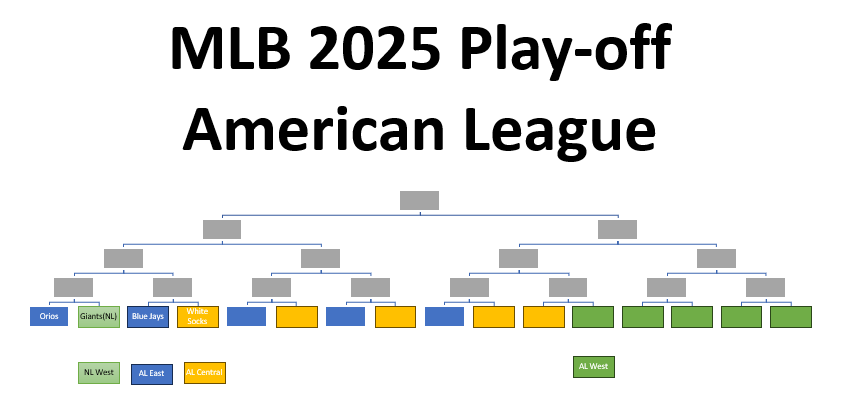 MLB 2025 Play-off
American League
Orios
Giants(NL)
Blue Jays
White
Socks
NL West
AL East
AL Central
AL West